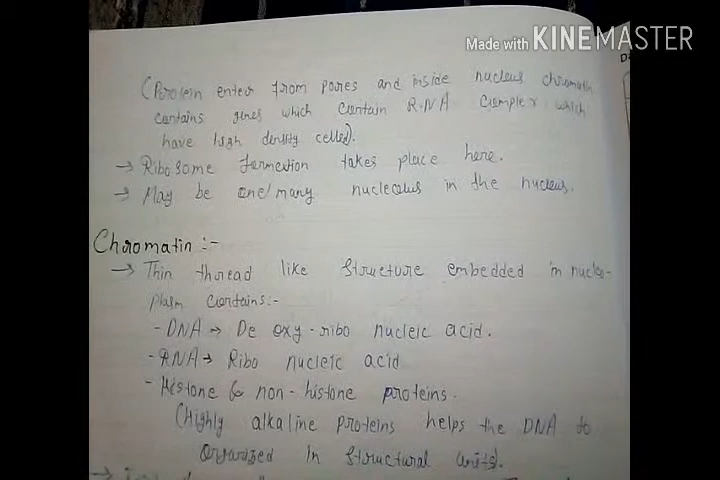 Made with KINEMASTER
(Protein enter from pores and inside nucleus chromatin
contains genes which contain RNA complex which
have high density celled).
→ Ribosome formation takes place here.
→ May be one/many nucleolus in the nucleus.
Chromatin :-
→ Thin thread like structure embedded in nucleo-
plasm contains:-
- DNA → De oxy-ribo nucleic acid.
- RNA → Ribo nucleic acid
- Histone & non-histone proteins.
(Highly alkaline proteins helps the DNA to
organized in structural units).